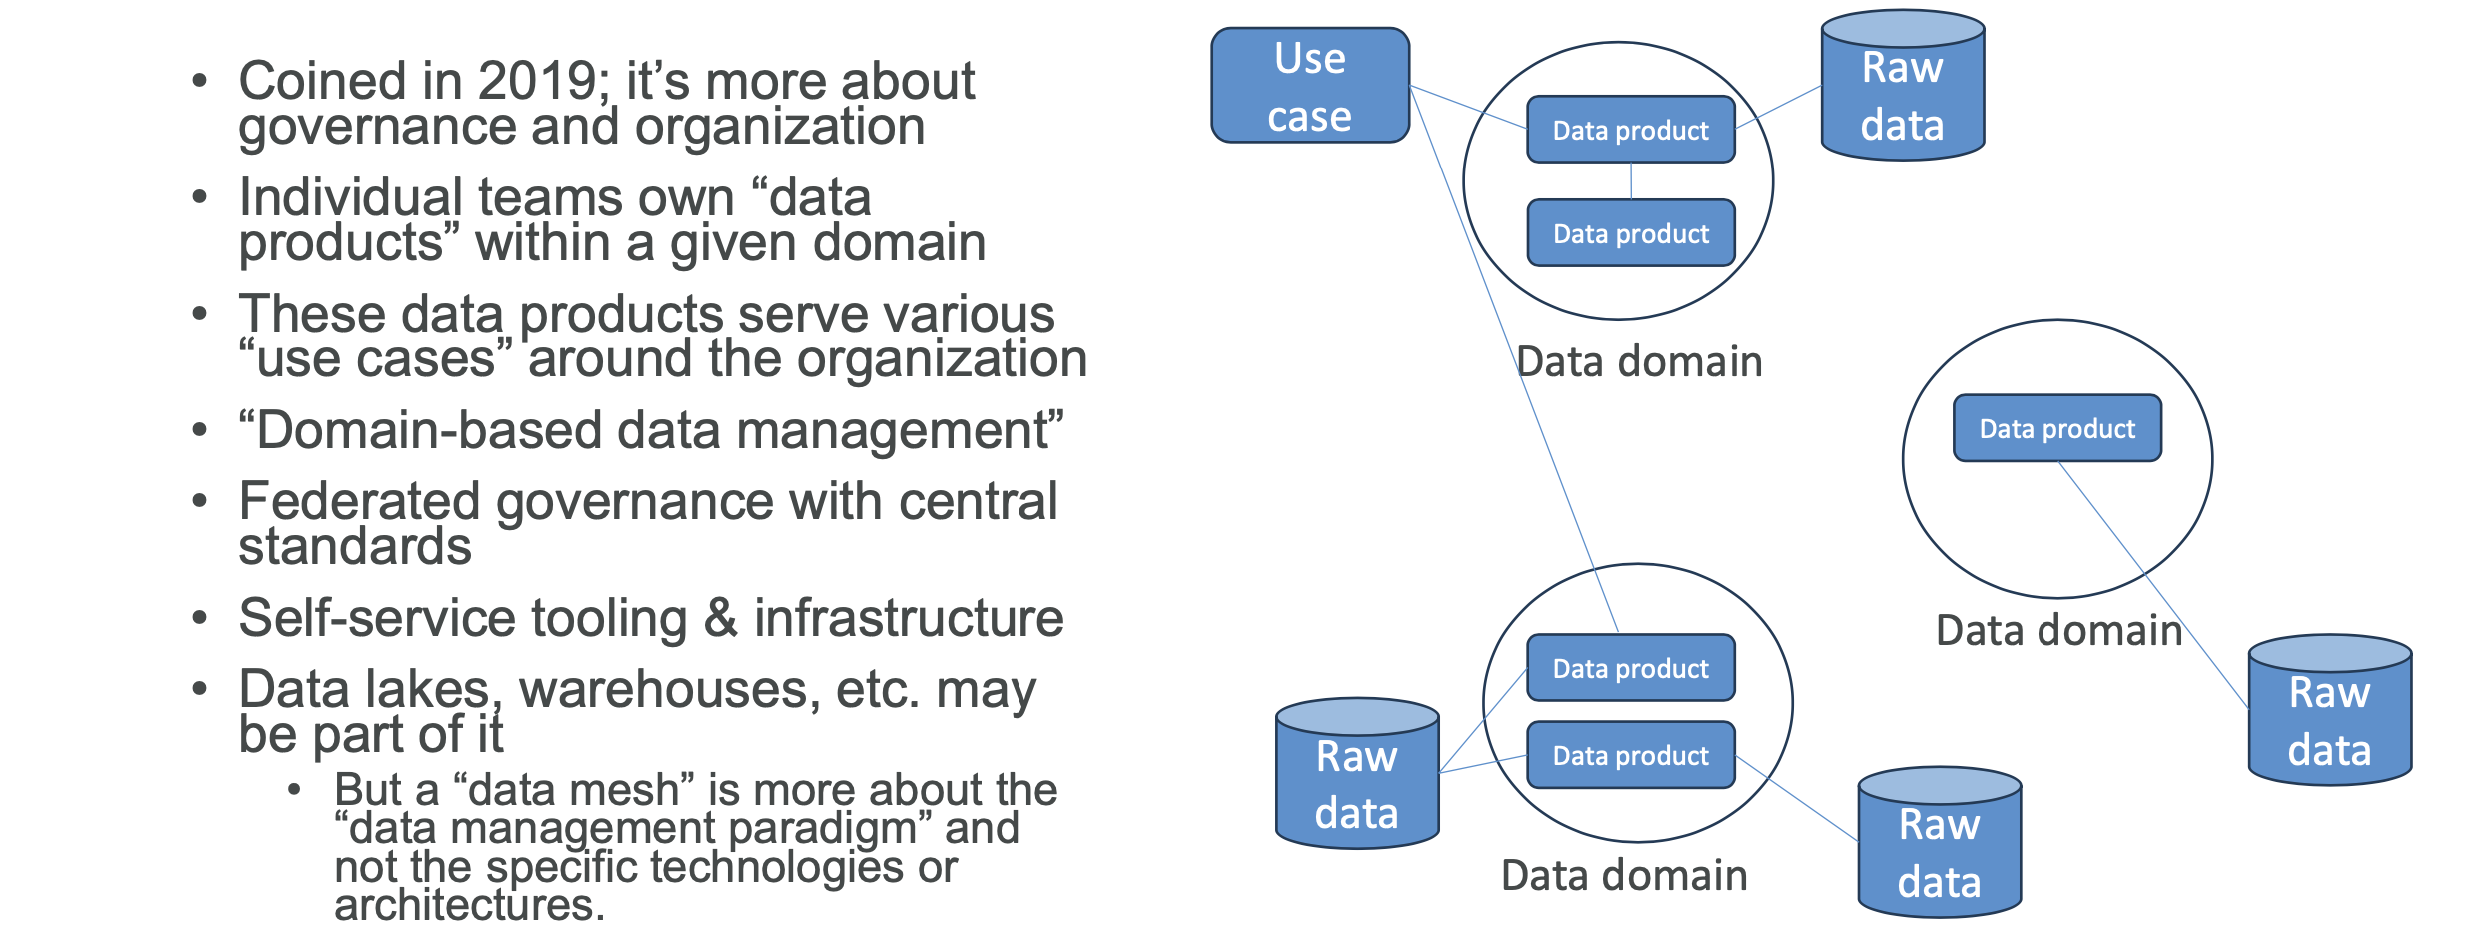 • Coined in 2019; it’s more about
governance and organization
• Individual teams own “data
products” within a given domain
• These data products serve various
“use cases” around the organization
• “Domain-based data management”
• Federated governance with central
standards
• Self-service tooling & infrastructure
• Data lakes, warehouses, etc. may
be part of it
• But a “data mesh” is more about the
“data management paradigm” and
not the specific technologies or
architectures.
Use
case
Data product
Data product
Data domain
Raw
data
Data product
Data domain
Raw
data
Data product
Data product
Data domain
Raw
data
Raw
data